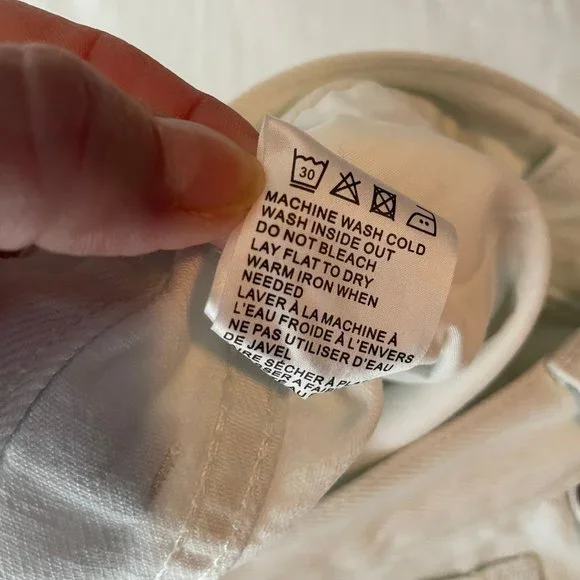 30
MACHINE WASH COLD
WASH INSIDE OUT
DO NOT BLEACH
LAY FLAT TO DRY
WARM IRON WHEN
NEEDED
LAVER À LA MACHINE À
L'EAU FROIDE À L'ENVERS
NE PAS UTILISER D'EAU
DE JAVEL
SÉCHER À